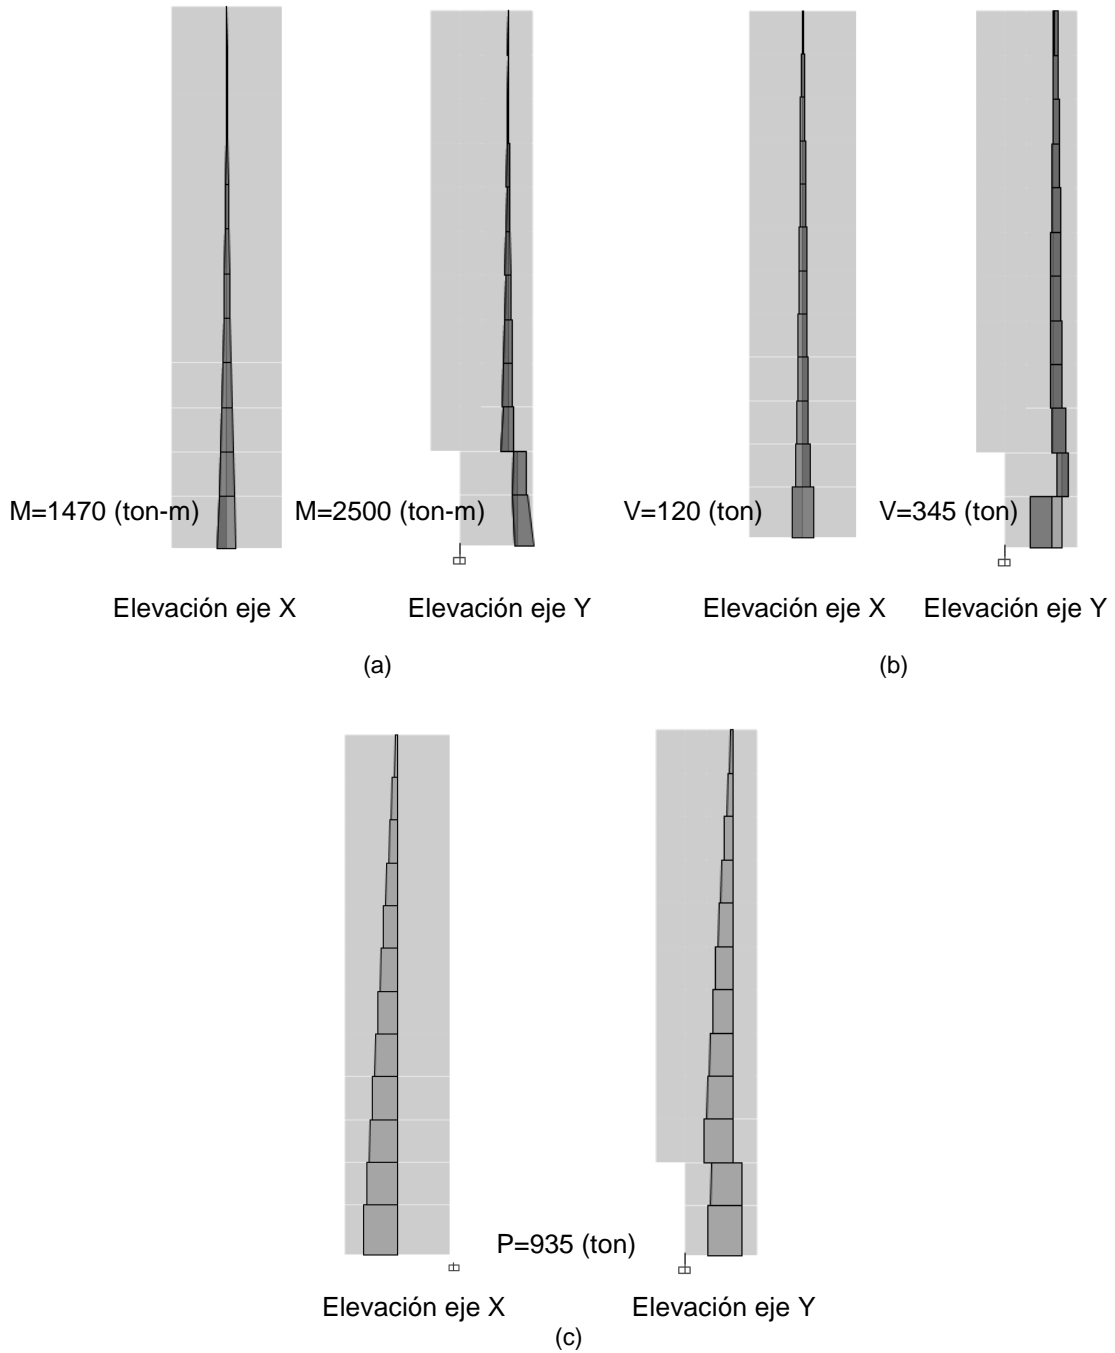 M=1470 (ton-m)
M=2500 (ton-m)
V=120 (ton)
V=345 (ton)
Elevación eje X
Elevación eje Y
Elevación eje X
Elevación eje Y
(a)
(b)
P=935 (ton)
Elevación eje X
Elevación eje Y
(c)